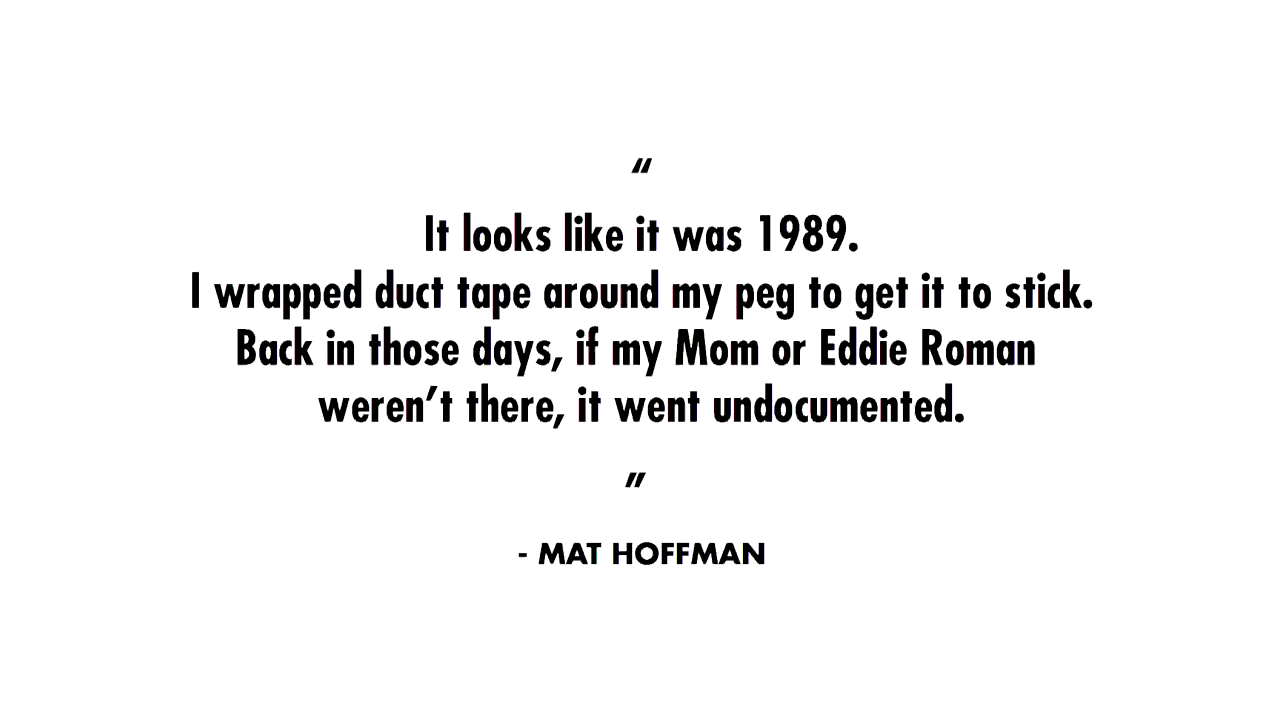 “
It looks like it was 1989.
I wrapped duct tape around my peg to get it to stick.
Back in those days, if my Mom or Eddie Roman
weren’t there, it went undocumented.
”
- MAT HOFFMAN